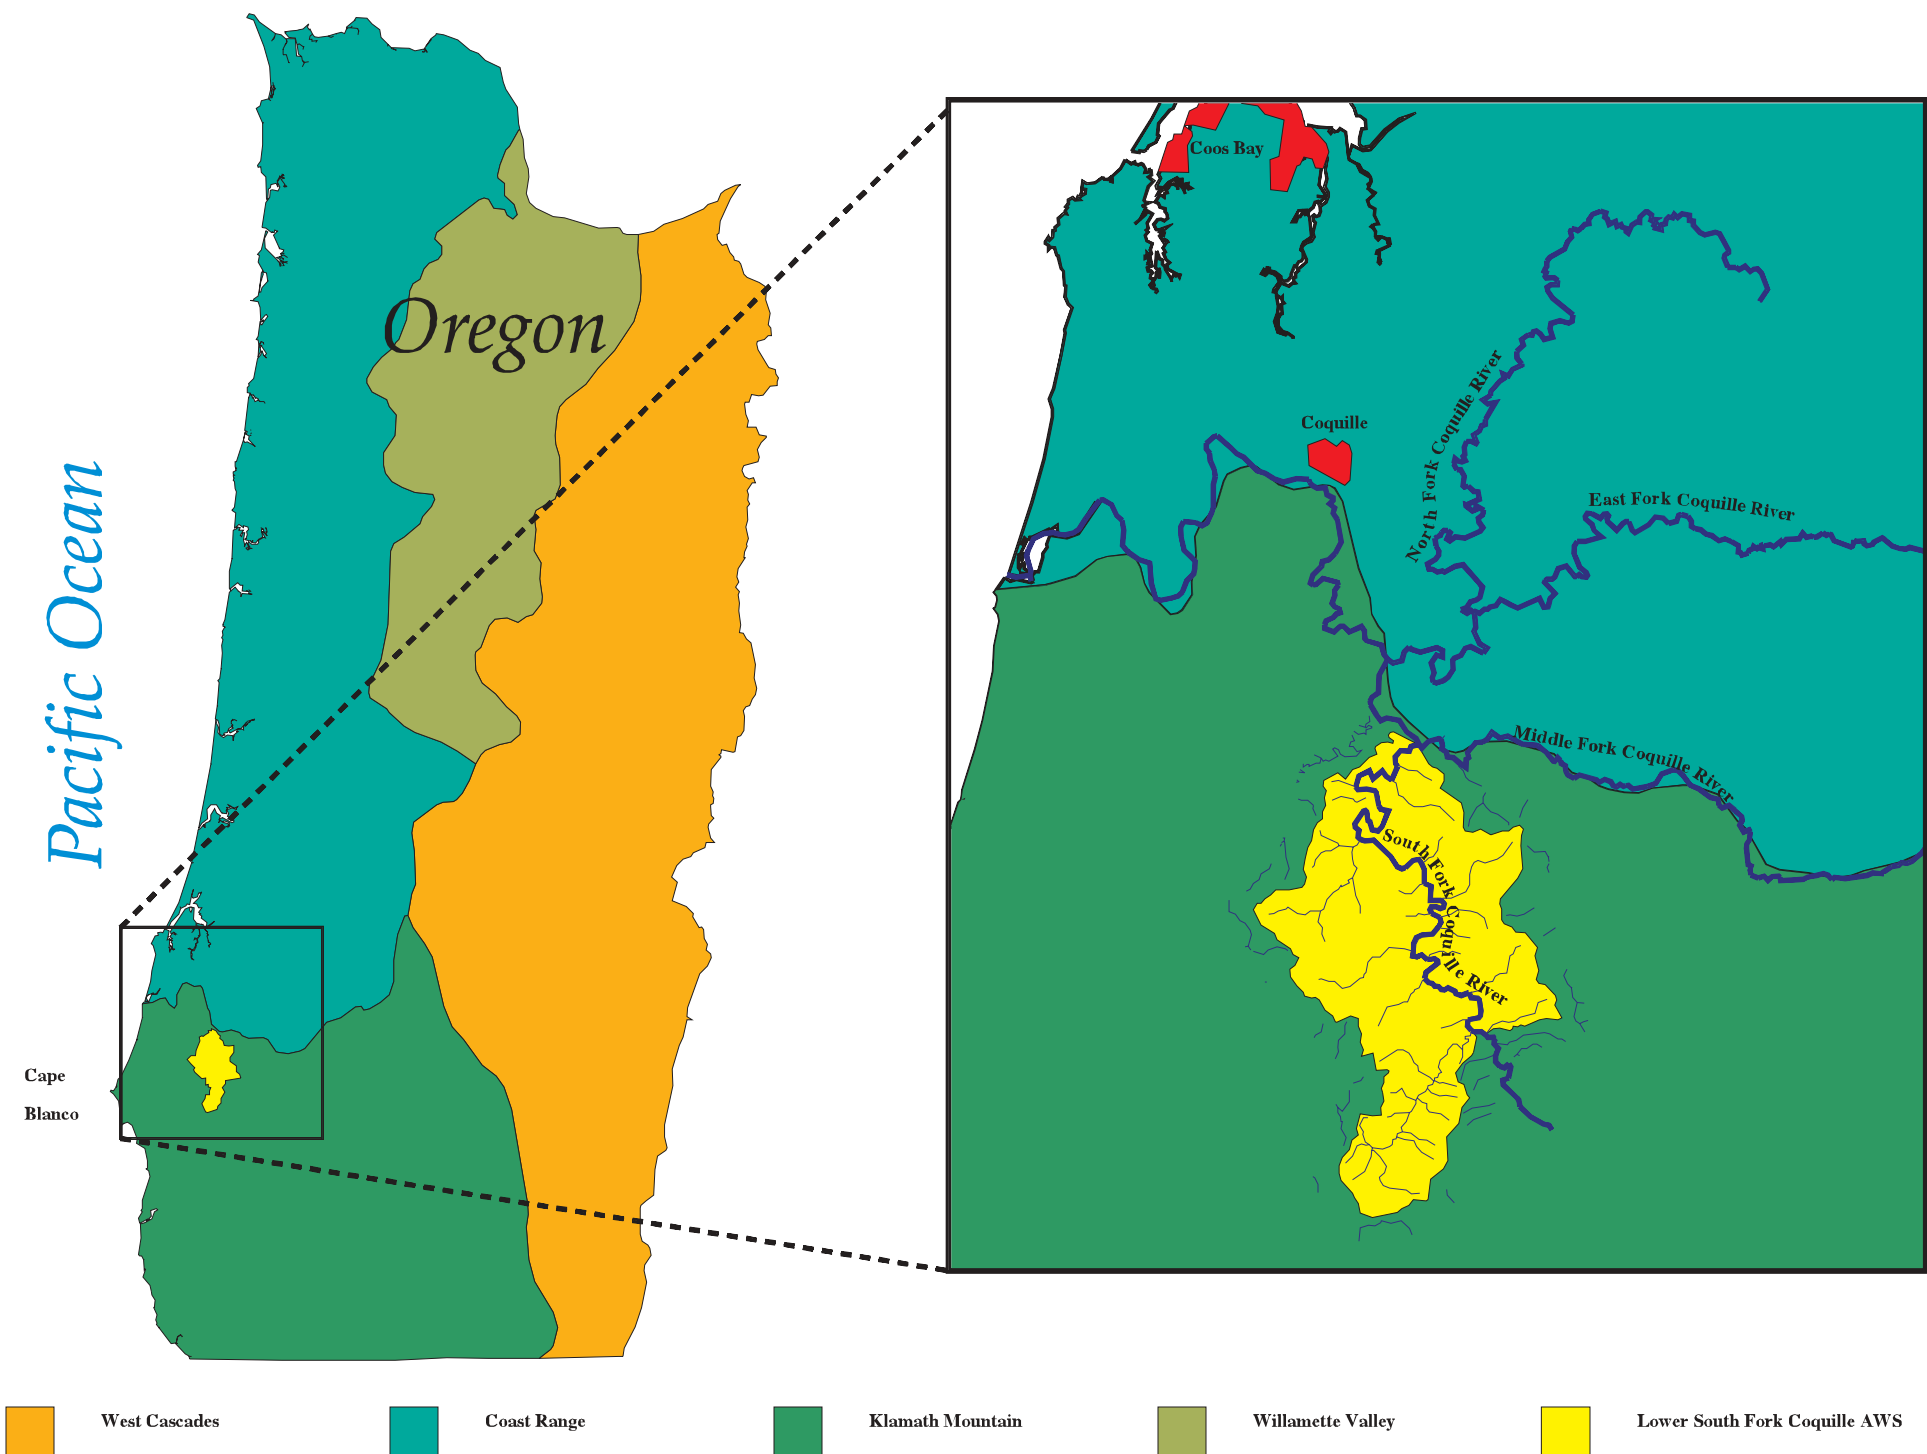 Oregon
Pacific Ocean
Cape
Blanco
Coos Bay
Coquille
North Fork Coquille River
East Fork Coquille River
Middle Fork Coquille River
South Fork Coquille River
West Cascades
Coast Range
Klamath Mountain
Willamette Valley
Lower South Fork Coquille AWS